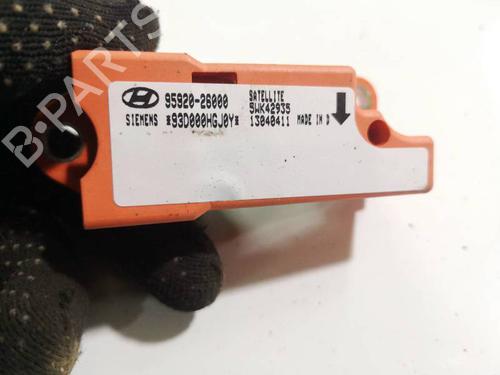 B-PARTS
95920-26000
SATELLITE
5WK42935
SIEMENS *93D000HGJ0Y*
13040411 MADE IN D